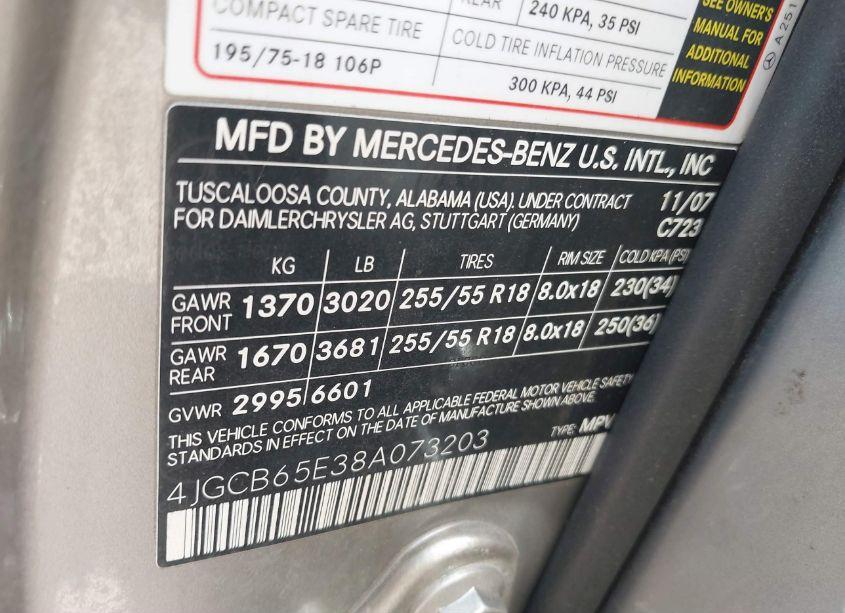 REAR 240 KPA, 35 PSI
COMPACT SPARE TIRE COLD TIRE INFLATION PRESSURE
195/75-18 106P 300 KPA, 44 PSI
SEE OWNER'S
MANUAL FOR
ADDITIONAL
INFORMATION
A 251
MFD BY MERCEDES-BENZ U.S. INTL., INC
TUSCALOOSA COUNTY, ALABAMA (USA). UNDER CONTRACT 11/07
FOR DAIMLERCHRYSLER AG, STUTTGART (GERMANY) C723
KG LB TIRES RIM SIZE COLD KPA (PSI)
GAWR FRONT 1370 3020 255/55 R18 8.0x18 230(34)
GAWR REAR 1670 3681 255/55 R18 8.0x18 250(36)
GVWR 2995 6601
THIS VEHICLE CONFORMS TO ALL APPLICABLE FEDERAL MOTOR VEHICLE SAFETY
STANDARDS IN EFFECT ON THE DATE OF MANUFACTURE SHOWN ABOVE.
TYPE: MPV
4JGCB65E38A073203